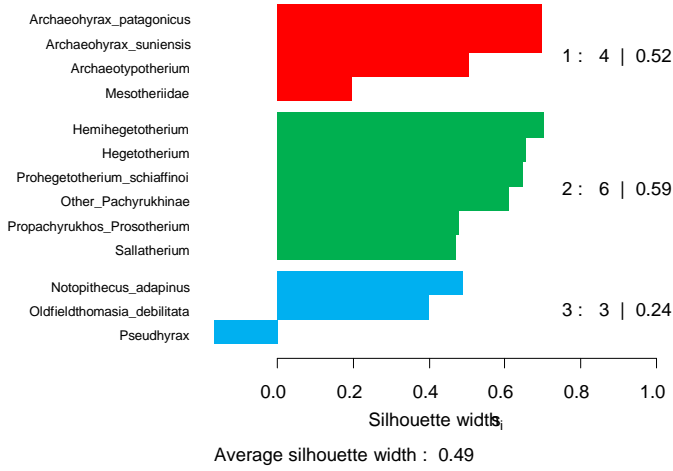 Archaeohyrax_patagonicus
Archaeohyrax_suniensis
Archaeotypotherium
Mesotheriidae
1 : 4 | 0.52
Hemihegetotherium
Hegetotherium
Prohegetotherium_schiaffinoi
Other_Pachyrukhinae
Propachyrukhos_Prosotherium
Sallatherium
2 : 6 | 0.59
Notopithecus_adapinus
Oldfieldthomasia_debilitata
Pseudhyrax
3 : 3 | 0.24
0.0 0.2 0.4 0.6 0.8 1.0
Silhouette width si
Average silhouette width : 0.49